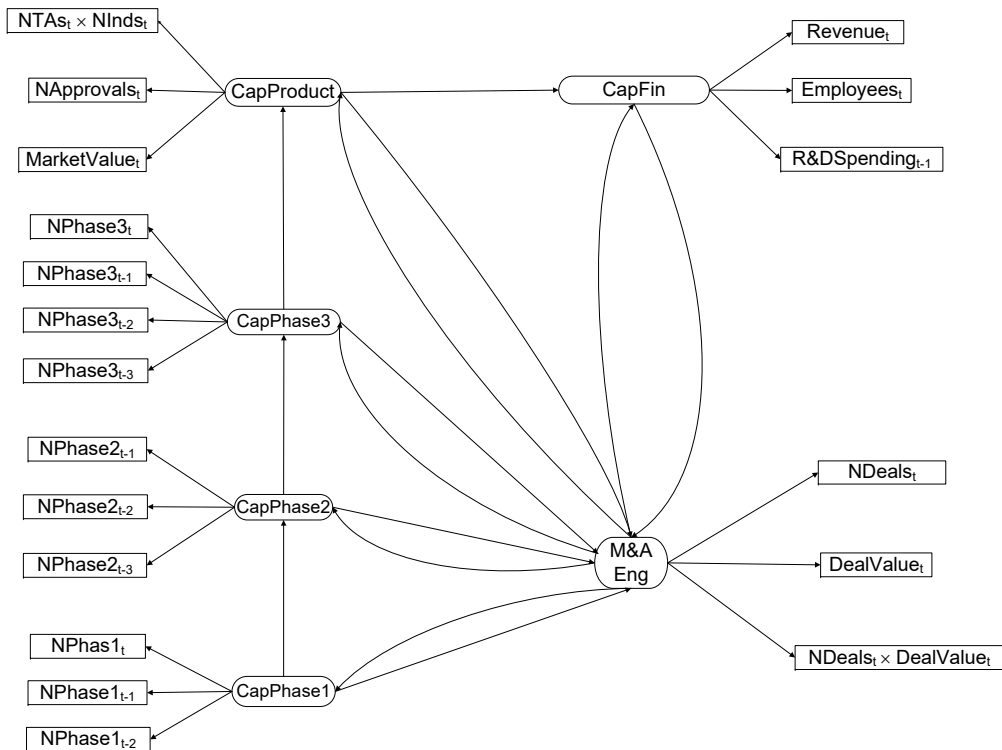 NTAsₜ × NIndsₜ
Revenueₜ
NApprovalsₜ
CapProduct
CapFin
Employeesₜ
MarketValueₜ
R&DSpendingₜ₋₁
NPhase3ₜ
NPhase3ₜ₋₁
NPhase3ₜ₋₂
CapPhase3
NPhase3ₜ₋₃
NPhase2ₜ₋₁
NDealsₜ
NPhase2ₜ₋₂
CapPhase2
NPhase2ₜ₋₃
M&A
Eng
DealValueₜ
NPhas1ₜ
NDealsₜ × DealValueₜ
NPhase1ₜ₋₁
CapPhase1
NPhase1ₜ₋₂